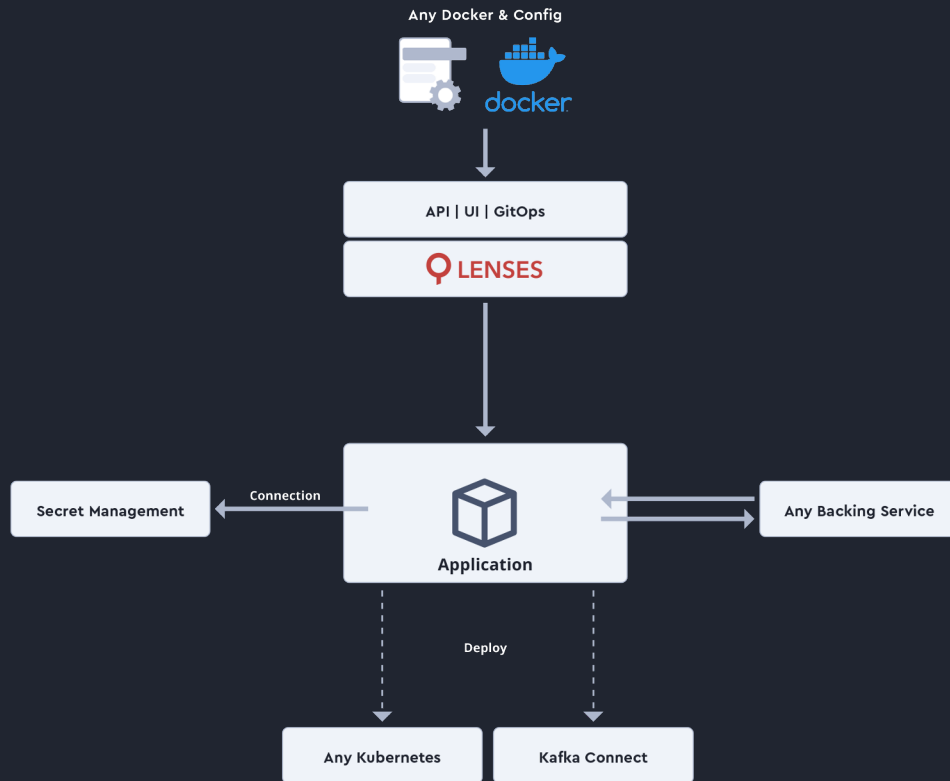 Any Docker & Config
docker
API | UI | GitOps
LENSES
Connection
Secret Management
Any Backing Service
Application
Deploy
Any Kubernetes
Kafka Connect